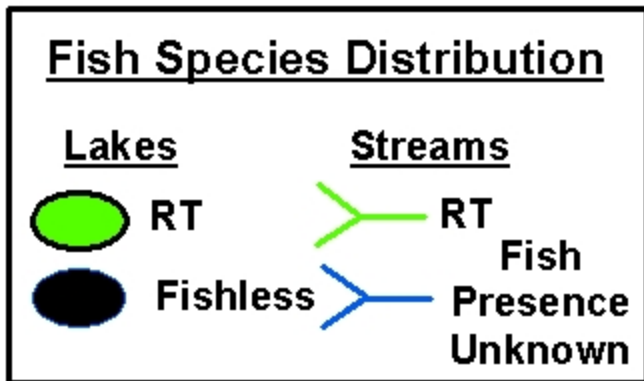 Fish Species Distribution
Lakes
Streams
RT
RT
Fishless
Fish
Presence
Unknown